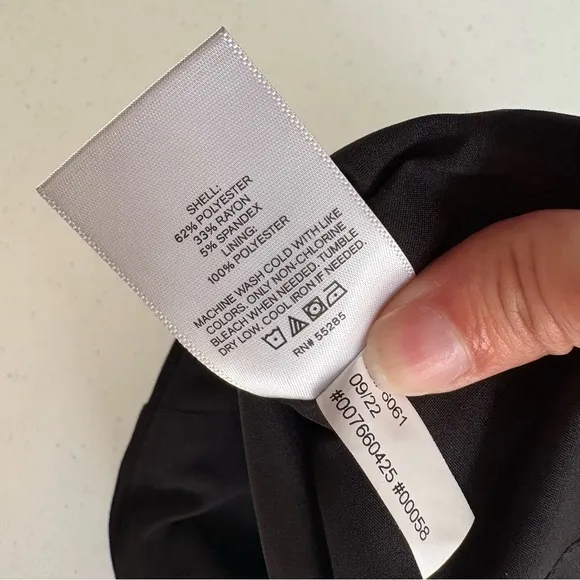 SHELL:
62% POLYESTER
33% RAYON
5% SPANDEX
LINING:
100% POLYESTER
MACHINE WASH COLD WITH LIKE
COLORS. ONLY NON-CHLORINE
BLEACH WHEN NEEDED. TUMBLE
DRY LOW. COOL IRON IF NEEDED.
RN# 55285
6061
09/22
#007660425 #00058